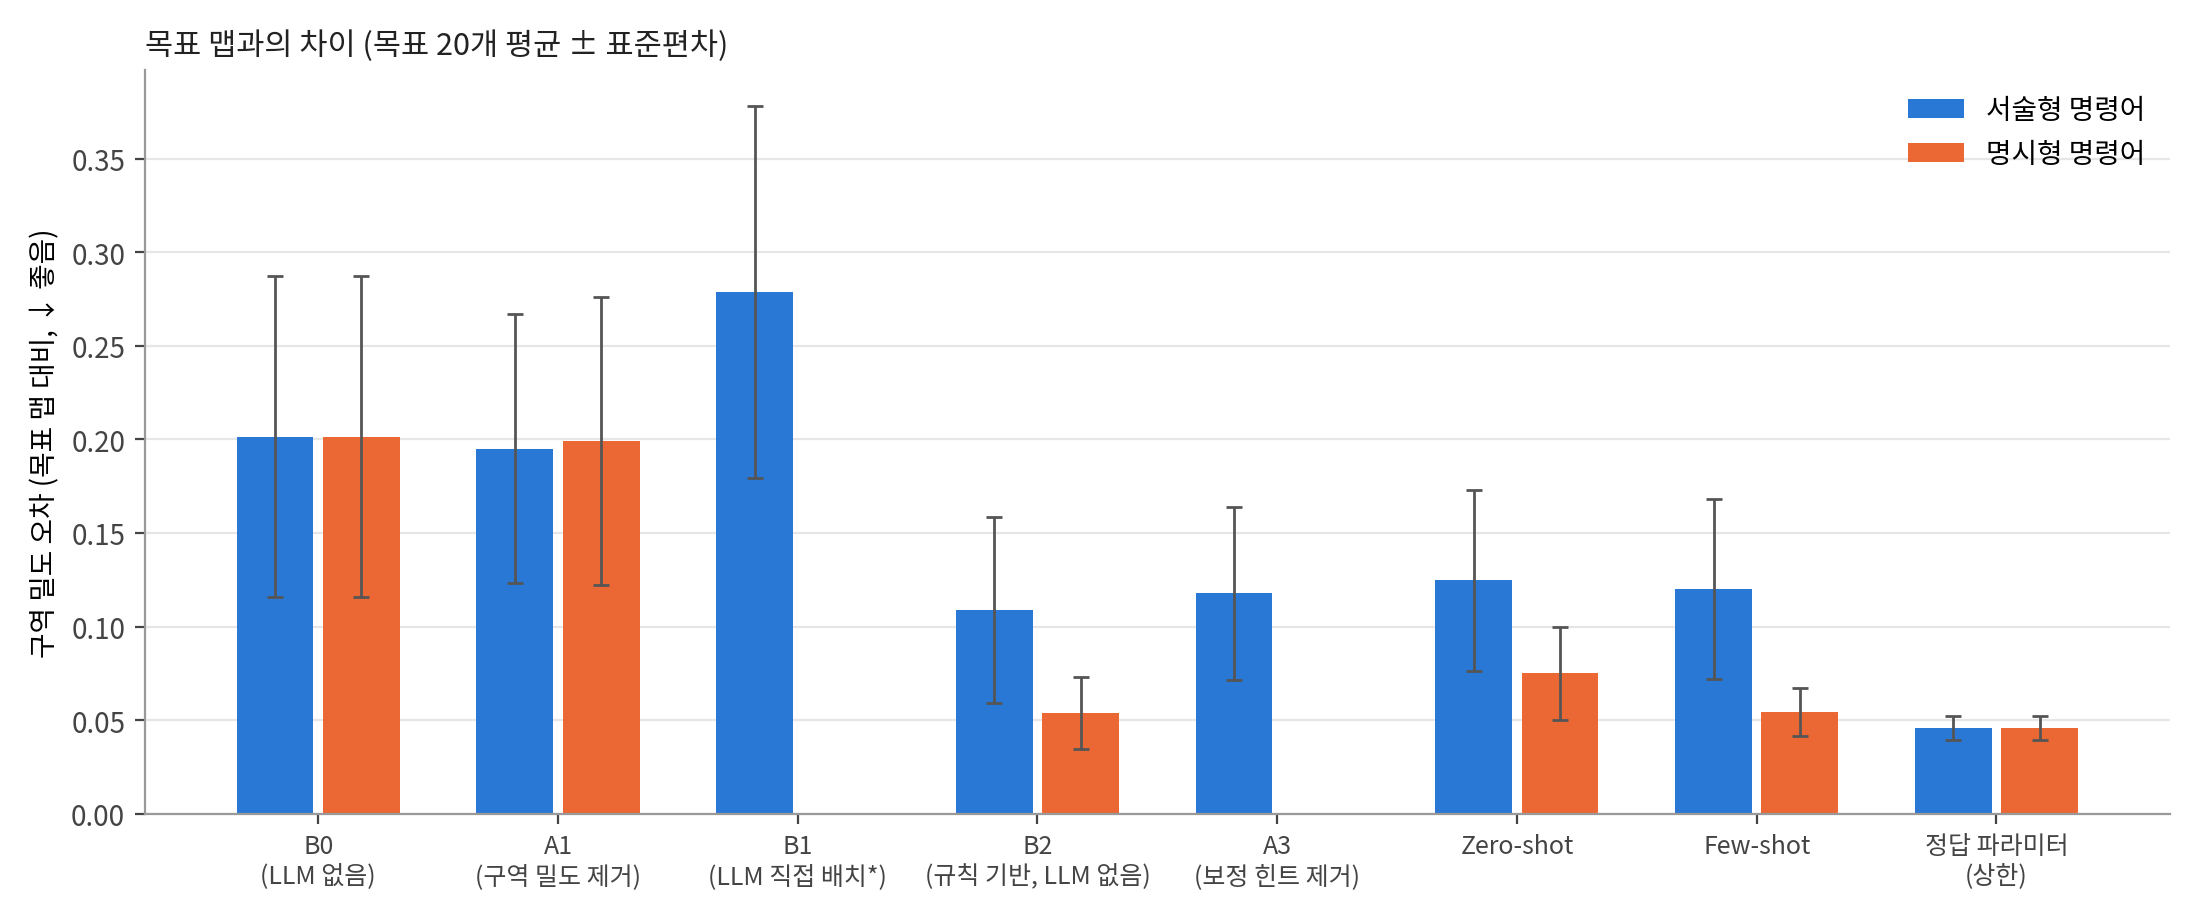 목표 맵과의 차이 (목표 20개 평균 ± 표준편차)
서술형 명령어
명시형 명령어
구역 밀도 오차 (목표 맵 대비, ↓ 좋음)
0.35
0.30
0.25
0.20
0.15
0.10
0.05
0.00
B0
(LLM 없음)
A1
(구역 밀도 제거)
B1
(LLM 직접 배치*)
B2
(규칙 기반, LLM 없음)
A3
(보정 힌트 제거)
Zero-shot
Few-shot
정답 파라미터
(상한)